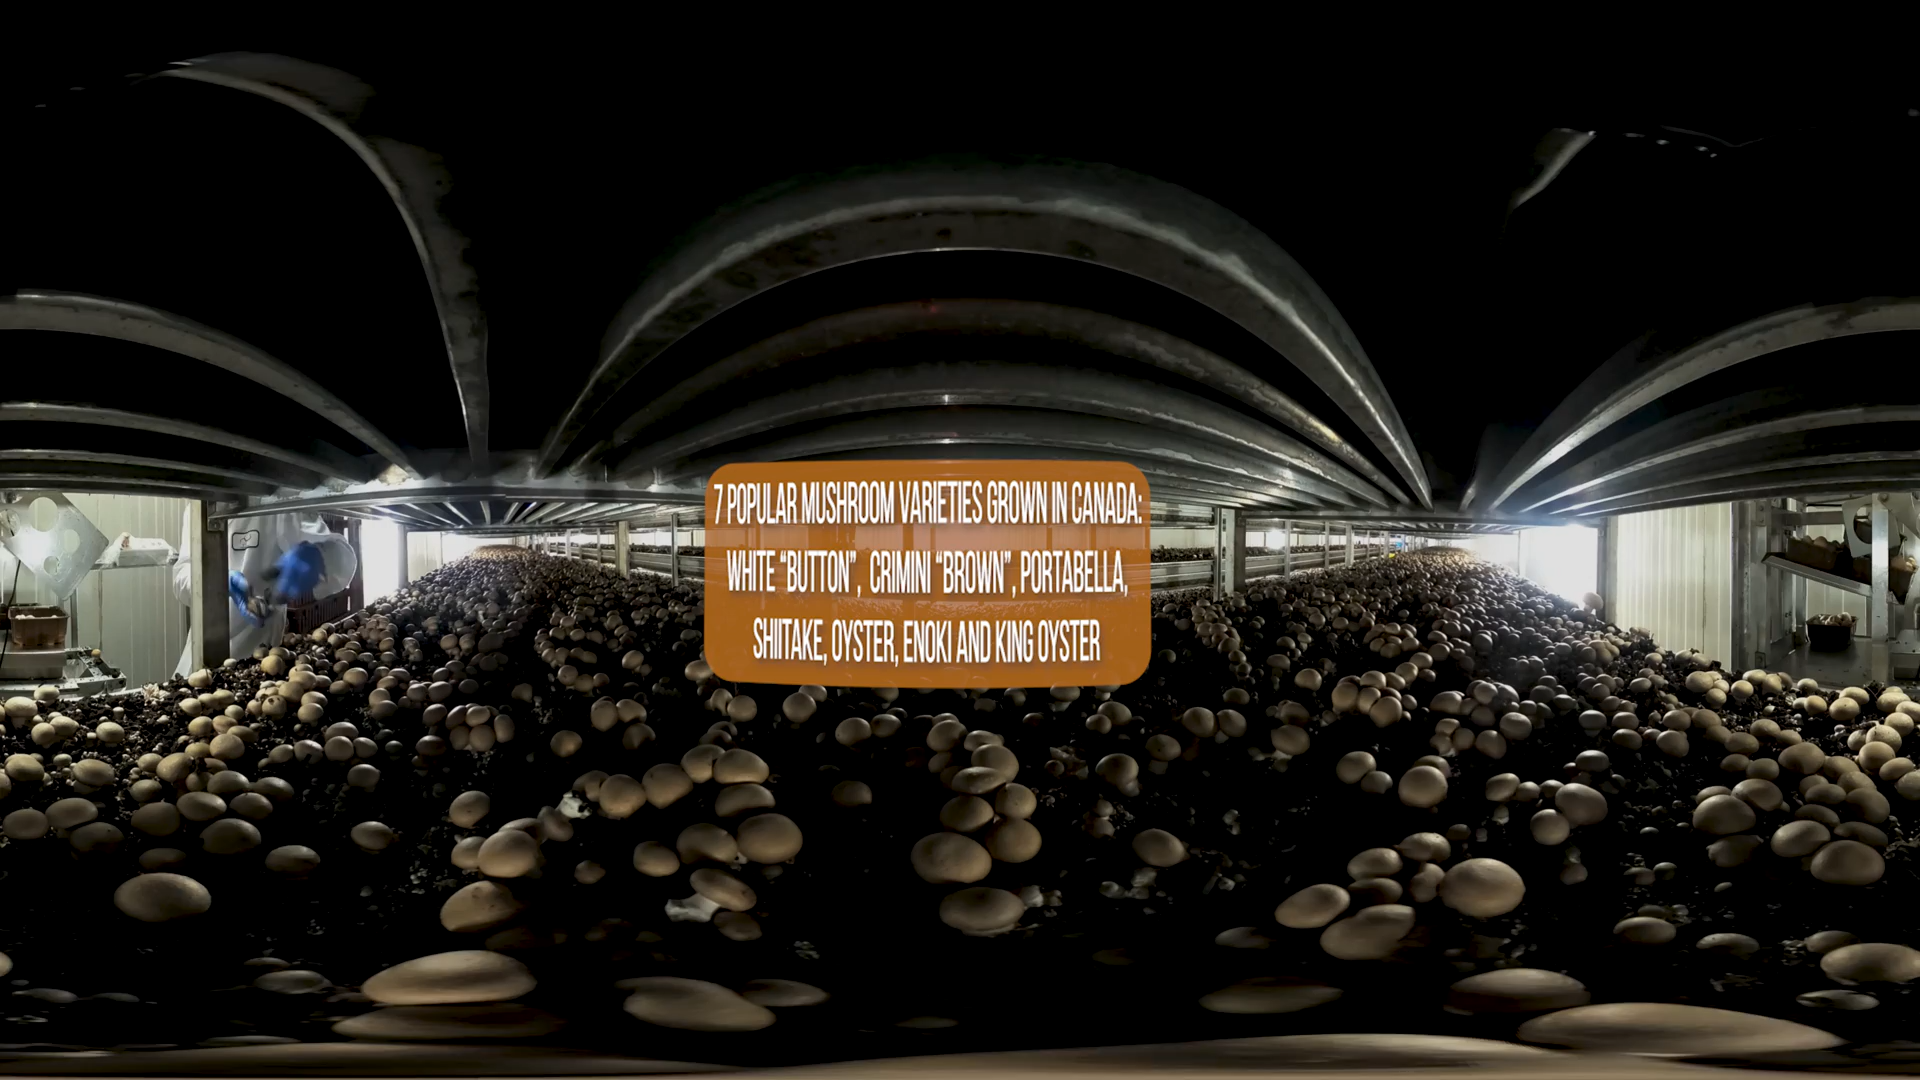 7 POPULAR MUSHROOM VARIETIES GROWN IN CANADA:
WHITE “BUTTON”, CRIMINI “BROWN”, PORTABELLA,
SHIITAKE, OYSTER, ENOKI AND KING OYSTER